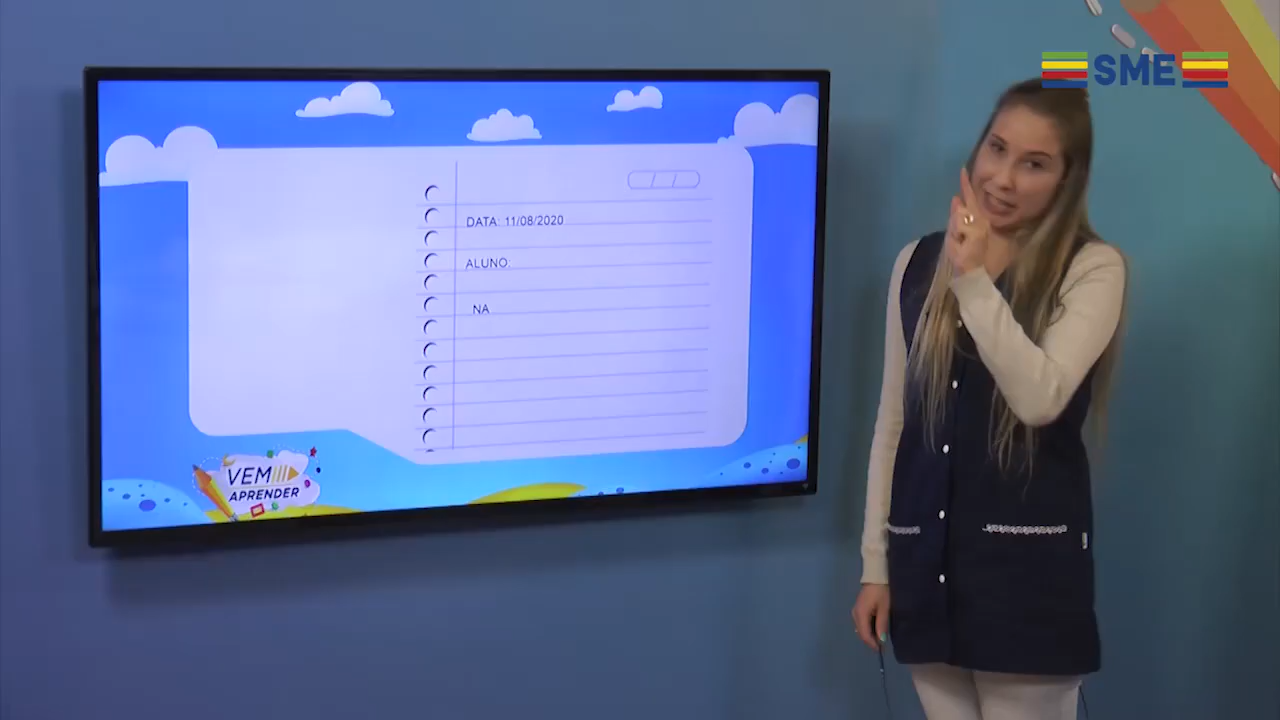 SME
DATA: 11/08/2020
ALUNO:
NA
VEM
APRENDER